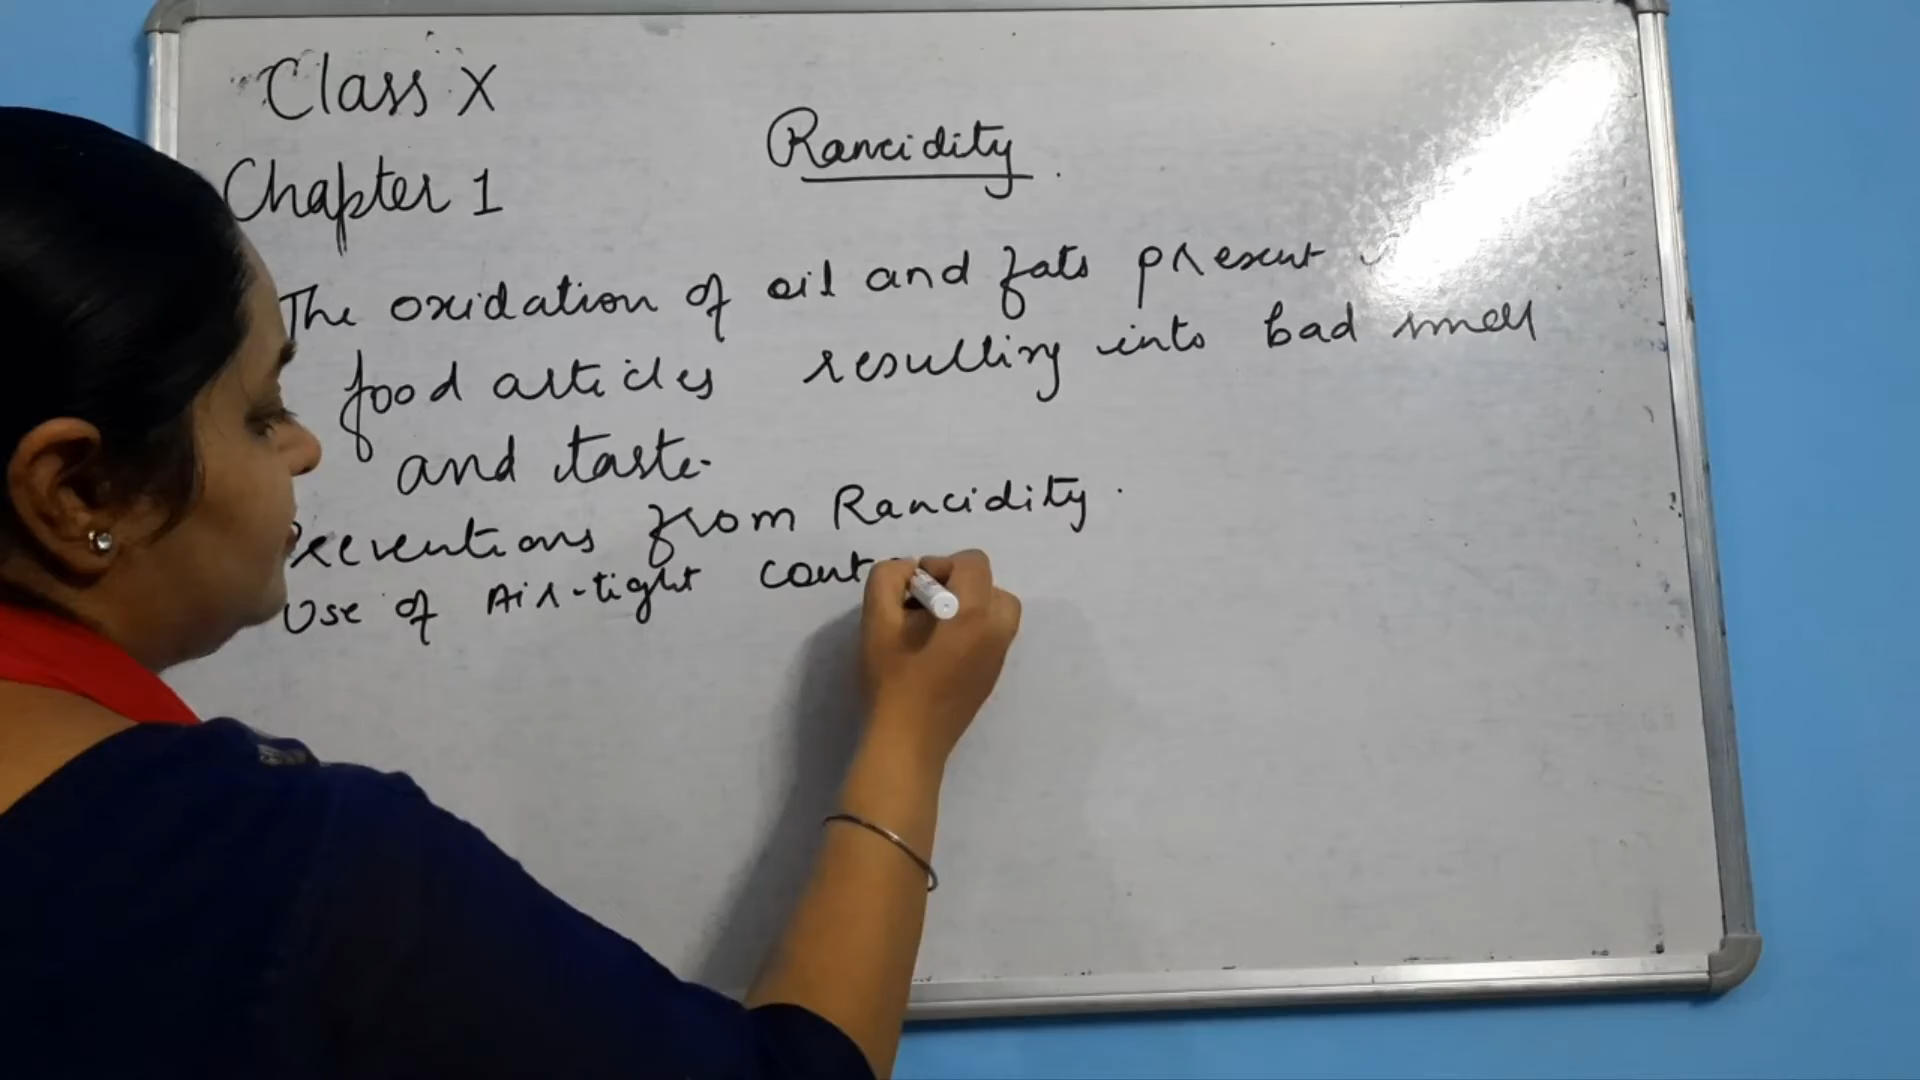 Class X
Rancidity.
Chapter 1
The oxidation of oil and fats present
food articles resulting into bad smell
and taste.
Preventions from Rancidity.
Use of Air-tight cont